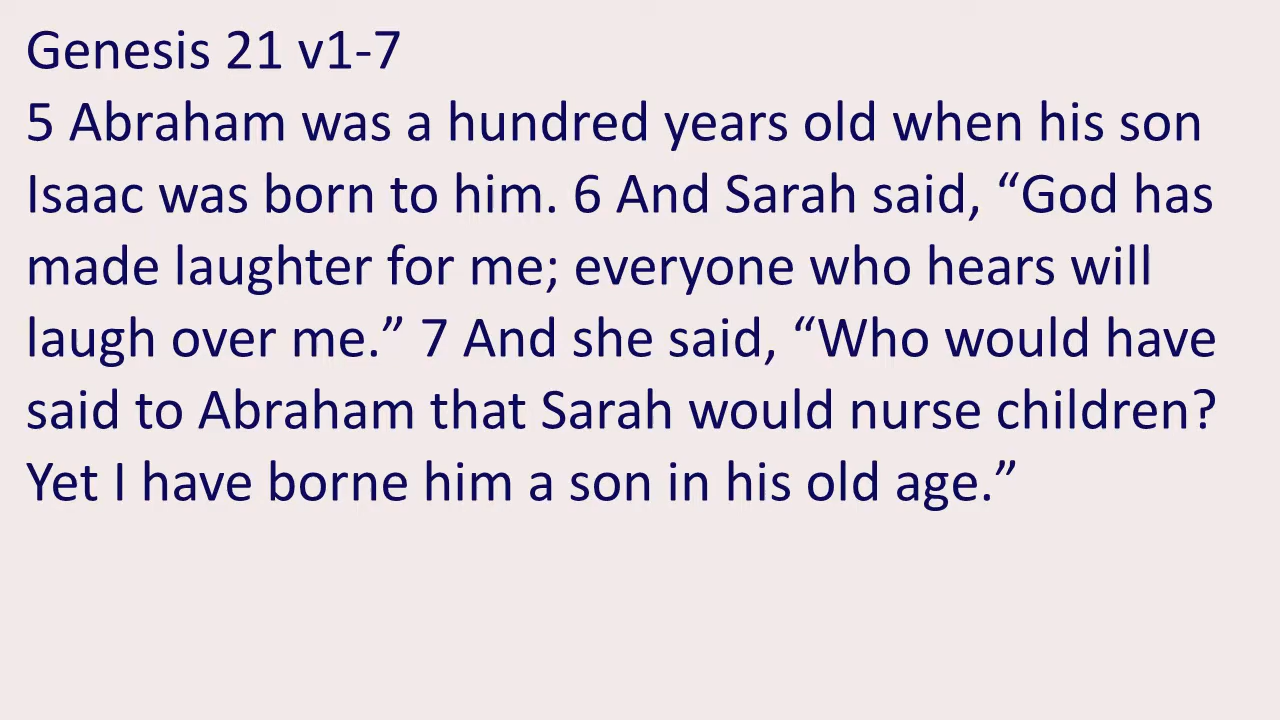 Genesis 21 v1-7
5 Abraham was a hundred years old when his son
Isaac was born to him. 6 And Sarah said, “God has
made laughter for me; everyone who hears will
laugh over me.” 7 And she said, “Who would have
said to Abraham that Sarah would nurse children?
Yet I have borne him a son in his old age.”